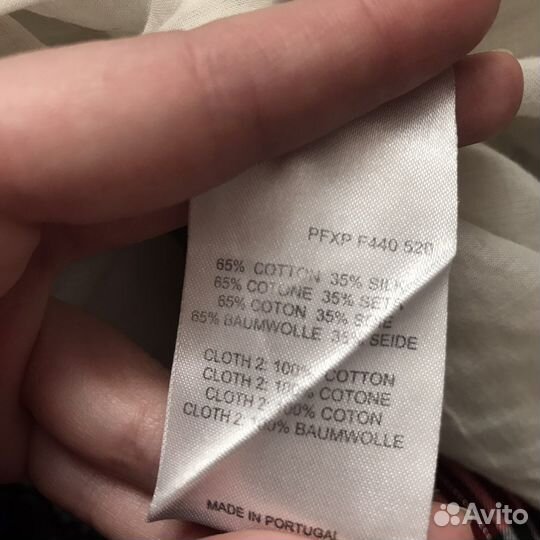 PFXP F440 520
65% COTTON 35% SILK
65% COTONE 35% SETA
65% COTON 35% SOIE
65% BAUMWOLLE 35% SEIDE
CLOTH 2: 100% COTTON
CLOTH 2: 100% COTONE
CLOTH 2: 100% COTON
CLOTH 2: 100% BAUMWOLLE
MADE IN PORTUGAL
Avito